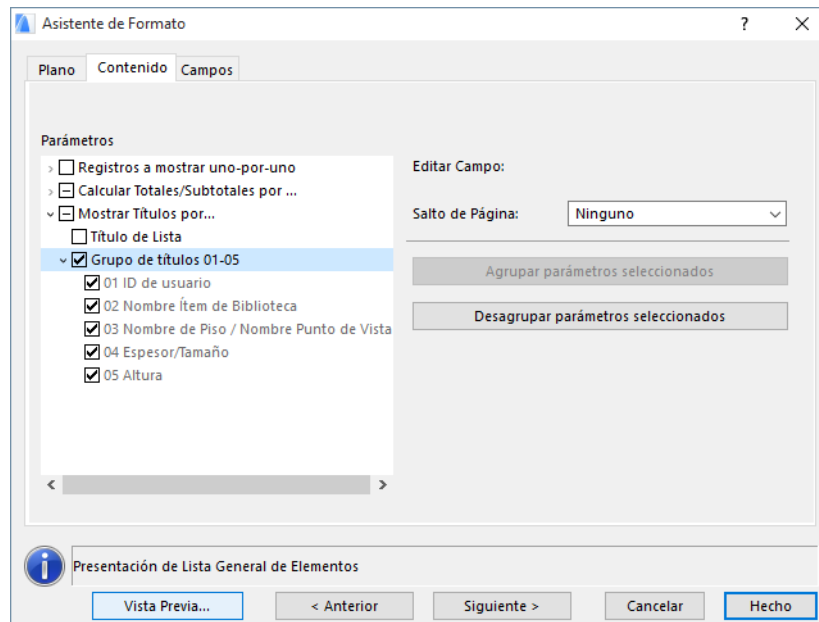 Asistente de Formato
Plano Contenido Campos
Parámetros
Registros a mostrar uno-por-uno
Calcular Totales/Subtotales por ...
Mostrar Títulos por...
Título de Lista
Grupo de títulos 01-05
01 ID de usuario
02 Nombre Ítem de Biblioteca
03 Nombre de Piso / Nombre Punto de Vista
04 Espesor/Tamaño
05 Altura
Editar Campo:
Salto de Página: Ninguno
Agrupar parámetros seleccionados
Desagrupar parámetros seleccionados
Presentación de Lista General de Elementos
Vista Previa... < Anterior Siguiente > Cancelar Hecho